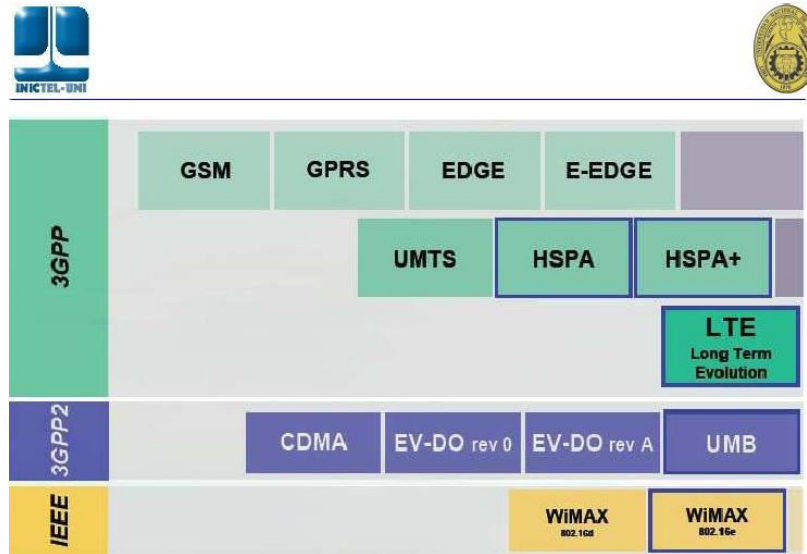 INICTEL-UNI
3GPP
GSM
GPRS
EDGE
E-EDGE
UMTS
HSPA
HSPA+
LTE
Long Term
Evolution
3GPP2
CDMA
EV-DO rev 0
EV-DO rev A
UMB
IEEE
WiMAX
802.16d
WiMAX
802.16e